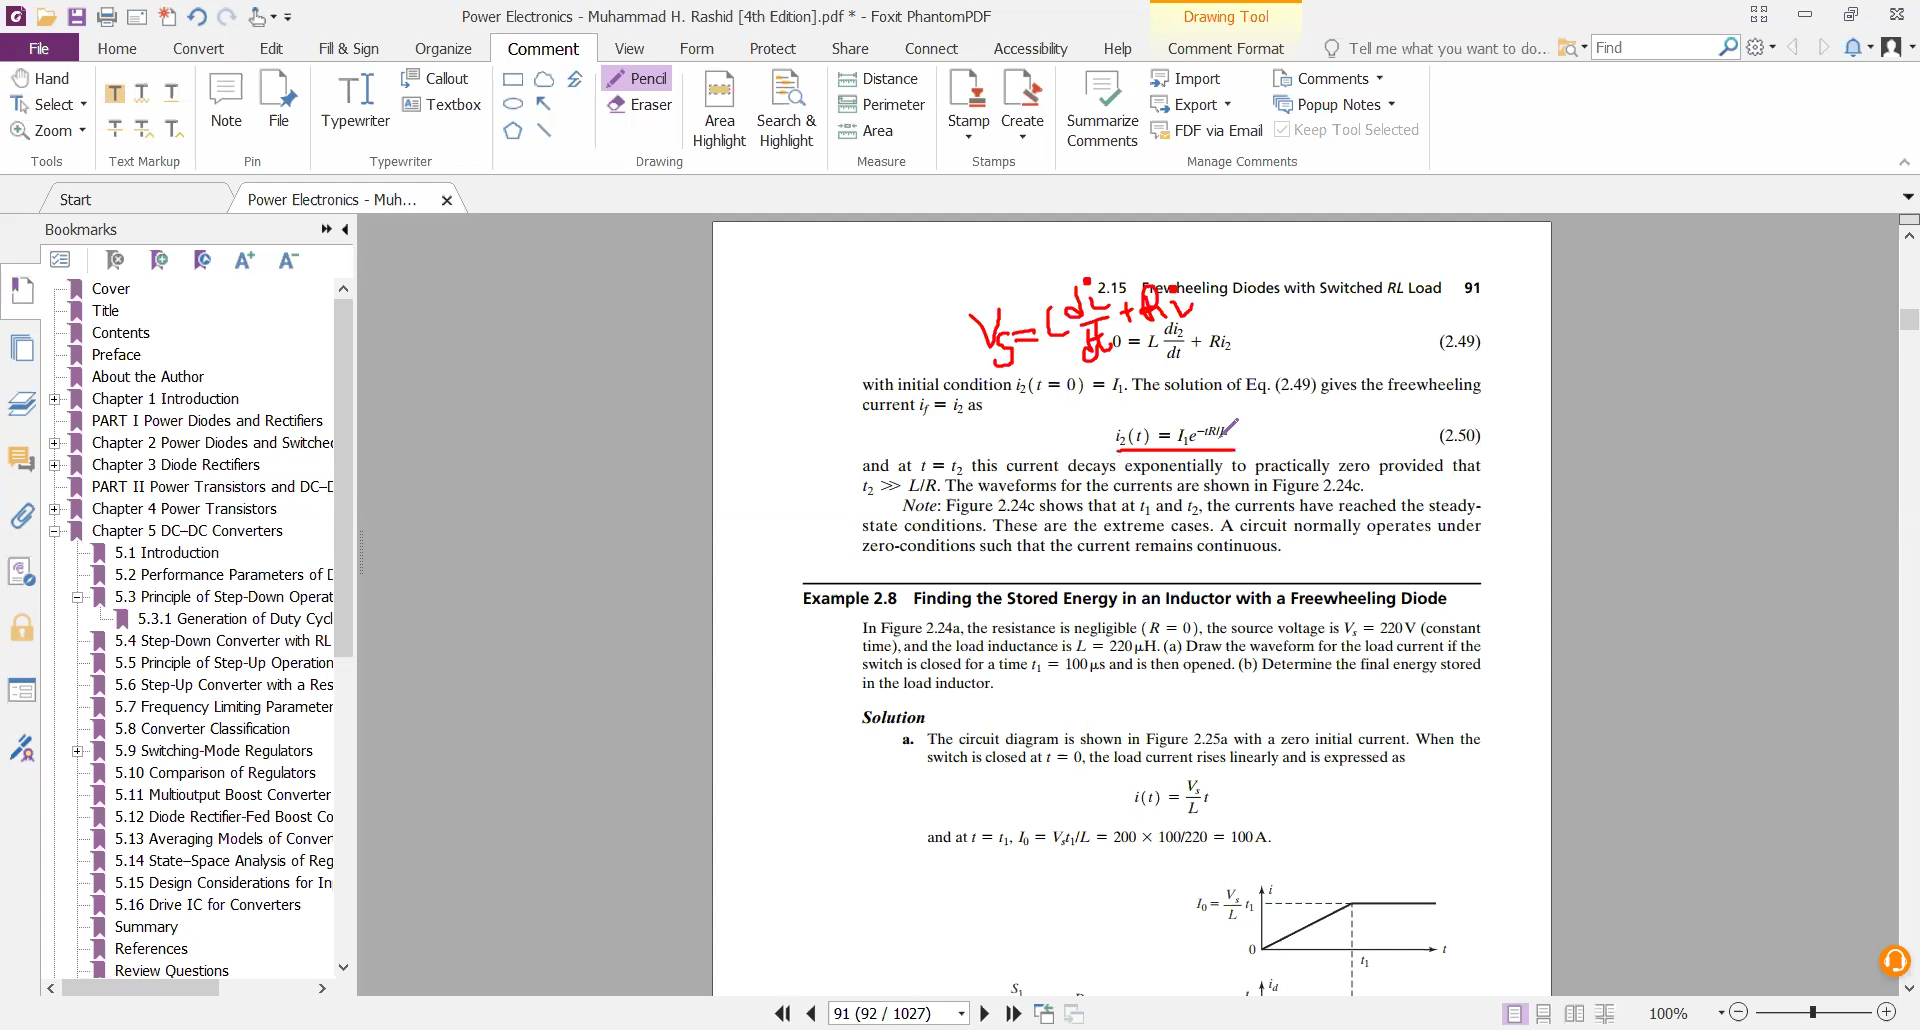 Power Electronics - Muhammad H. Rashid [4th Edition].pdf * - Foxit PhantomPDF
Drawing Tool
File
Home
Convert
Edit
Fill & Sign
Organize
Comment
View
Form
Protect
Share
Connect
Accessibility
Help
Comment Format
Tell me what you want to do...
Find
Hand
Select
Zoom
Tools
Text Markup
Note
File
Pin
Typewriter
Callout
Textbox
Typewriter
Pencil
Eraser
Area
Highlight
Search &
Highlight
Drawing
Distance
Perimeter
Area
Measure
Stamp
Create
Stamps
Summarize
Comments
Import
Export
FDF via Email
Comments
Popup Notes
Keep Tool Selected
Manage Comments
Start
Power Electronics - Muh...
Bookmarks
Cover
Title
Contents
Preface
About the Author
Chapter 1 Introduction
PART I Power Diodes and Rectifiers
Chapter 2 Power Diodes and Switched
Chapter 3 Diode Rectifiers
PART II Power Transistors and DC–D
Chapter 4 Power Transistors
Chapter 5 DC–DC Converters
5.1 Introduction
5.2 Performance Parameters of D
5.3 Principle of Step-Down Operat
5.3.1 Generation of Duty Cycl
5.4 Step-Down Converter with RL
5.5 Principle of Step-Up Operation
5.6 Step-Up Converter with a Res
5.7 Frequency Limiting Parameter
5.8 Converter Classification
5.9 Switching-Mode Regulators
5.10 Comparison of Regulators
5.11 Multioutput Boost Converter
5.12 Diode Rectifier-Fed Boost Co
5.13 Averaging Models of Conver
5.14 State–Space Analysis of Reg
5.15 Design Considerations for In
5.16 Drive IC for Converters
Summary
References
Review Questions
2.15 Freewheeling Diodes with Switched RL Load 91
Vs = L di/dt + Ri
0 = L di₂/dt + Ri₂ (2.49)
with initial condition i₂(t = 0) = I₁. The solution of Eq. (2.49) gives the freewheeling
current i_f = i₂ as
i₂(t) = I₁e^−tR/L (2.50)
and at t = t₂ this current decays exponentially to practically zero provided that
t₂ ≫ L/R. The waveforms for the currents are shown in Figure 2.24c.
Note: Figure 2.24c shows that at t₁ and t₂, the currents have reached the steady-
state conditions. These are the extreme cases. A circuit normally operates under
zero-conditions such that the current remains continuous.
Example 2.8 Finding the Stored Energy in an Inductor with a Freewheeling Diode
In Figure 2.24a, the resistance is negligible (R = 0), the source voltage is Vₛ = 220 V (constant
time), and the load inductance is L = 220 μH. (a) Draw the waveform for the load current if the
switch is closed for a time t₁ = 100 μs and is then opened. (b) Determine the final energy stored
in the load inductor.
Solution
a. The circuit diagram is shown in Figure 2.25a with a zero initial current. When the
switch is closed at t = 0, the load current rises linearly and is expressed as
i(t) = Vₛ/L t
and at t = t₁, I₀ = Vₛt₁/L = 200 × 100/220 = 100 A.
i
I₀ = Vₛ/L t₁
0
t
t₁
i_d
S₁
91 (92 / 1027)
100%